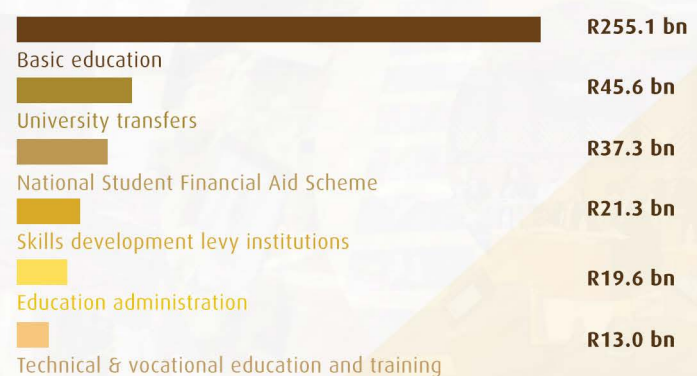 R255.1 bn
Basic education
R45.6 bn
University transfers
R37.3 bn
National Student Financial Aid Scheme
R21.3 bn
Skills development levy institutions
R19.6 bn
Education administration
R13.0 bn
Technical & vocational education and training